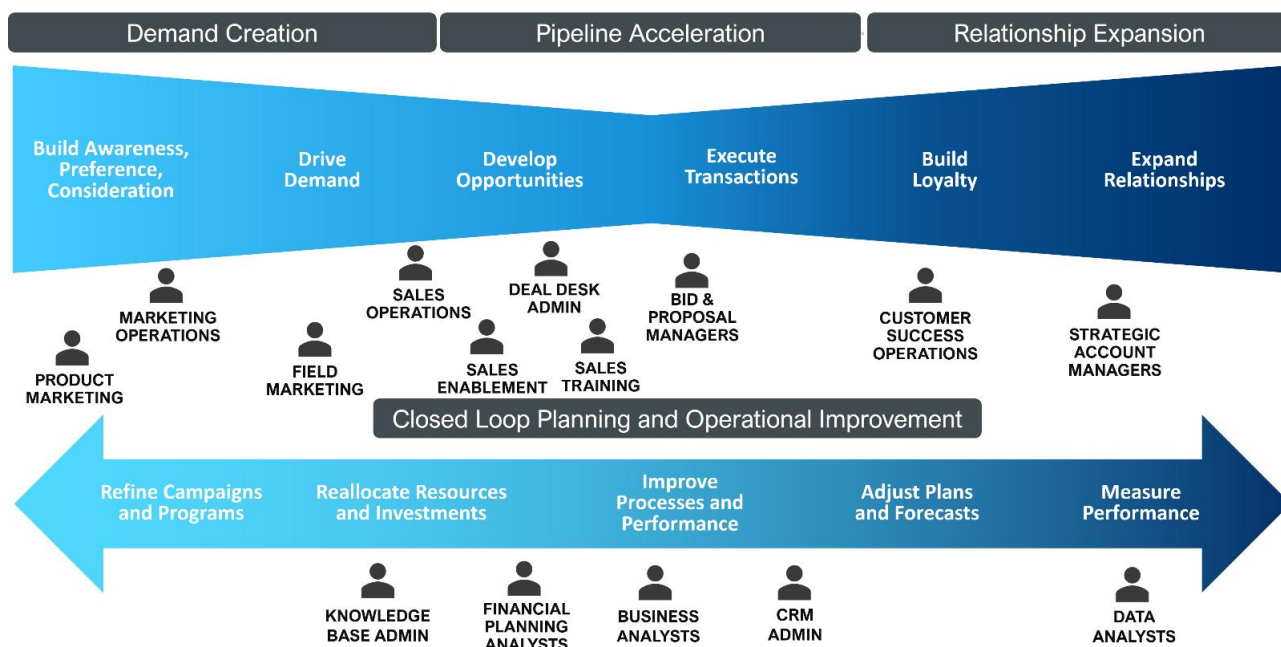 Demand Creation
Pipeline Acceleration
Relationship Expansion
Build Awareness,
Preference,
Consideration
Drive
Demand
Develop
Opportunities
Execute
Transactions
Build
Loyalty
Expand
Relationships
PRODUCT
MARKETING
MARKETING
OPERATIONS
FIELD
MARKETING
SALES
OPERATIONS
SALES
ENABLEMENT
DEAL DESK
ADMIN
SALES
TRAINING
BID &
PROPOSAL
MANAGERS
CUSTOMER
SUCCESS
OPERATIONS
STRATEGIC
ACCOUNT
MANAGERS
Closed Loop Planning and Operational Improvement
Refine Campaigns
and Programs
Reallocate Resources
and Investments
Improve
Processes and
Performance
Adjust Plans
and Forecasts
Measure
Performance
KNOWLEDGE
BASE ADMIN
FINANCIAL
PLANNING
ANALYSTS
BUSINESS
ANALYSTS
CRM
ADMIN
DATA
ANALYSTS